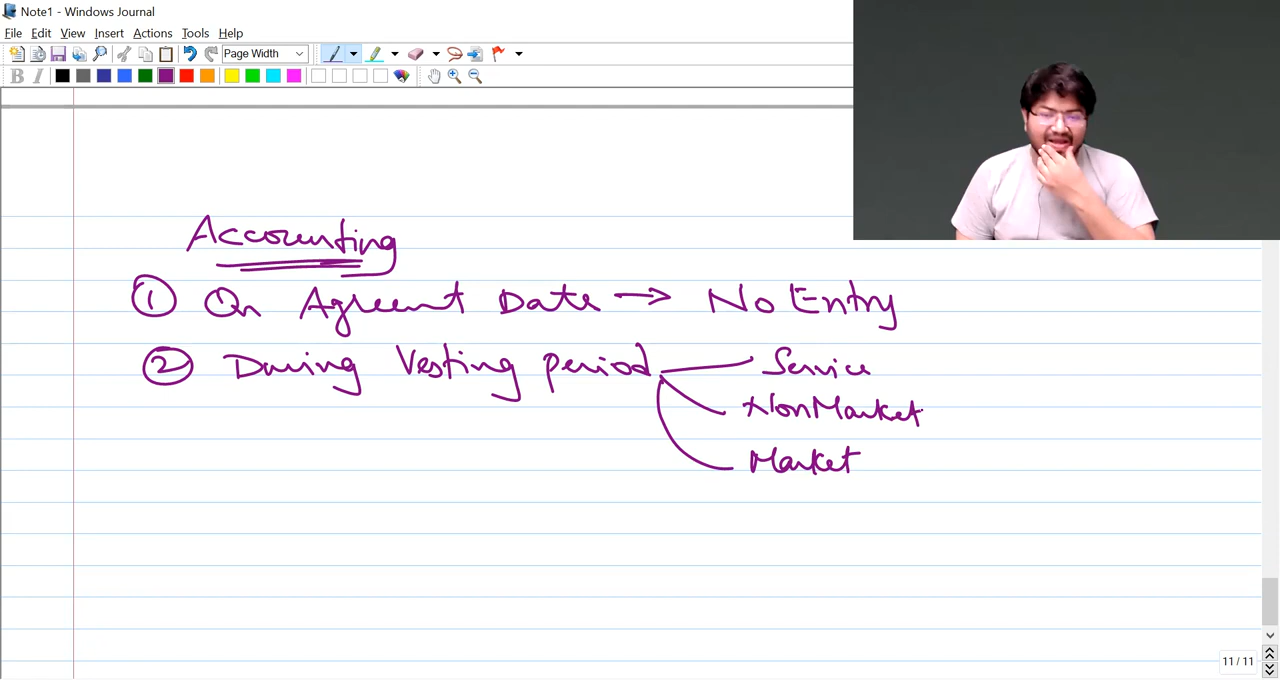 Note1 - Windows Journal
File Edit View Insert Actions Tools Help
Page Width
B I
Accounting
① On Agreement Date → No Entry
② During Vesting period
Service
NonMarket
Market
11 / 11